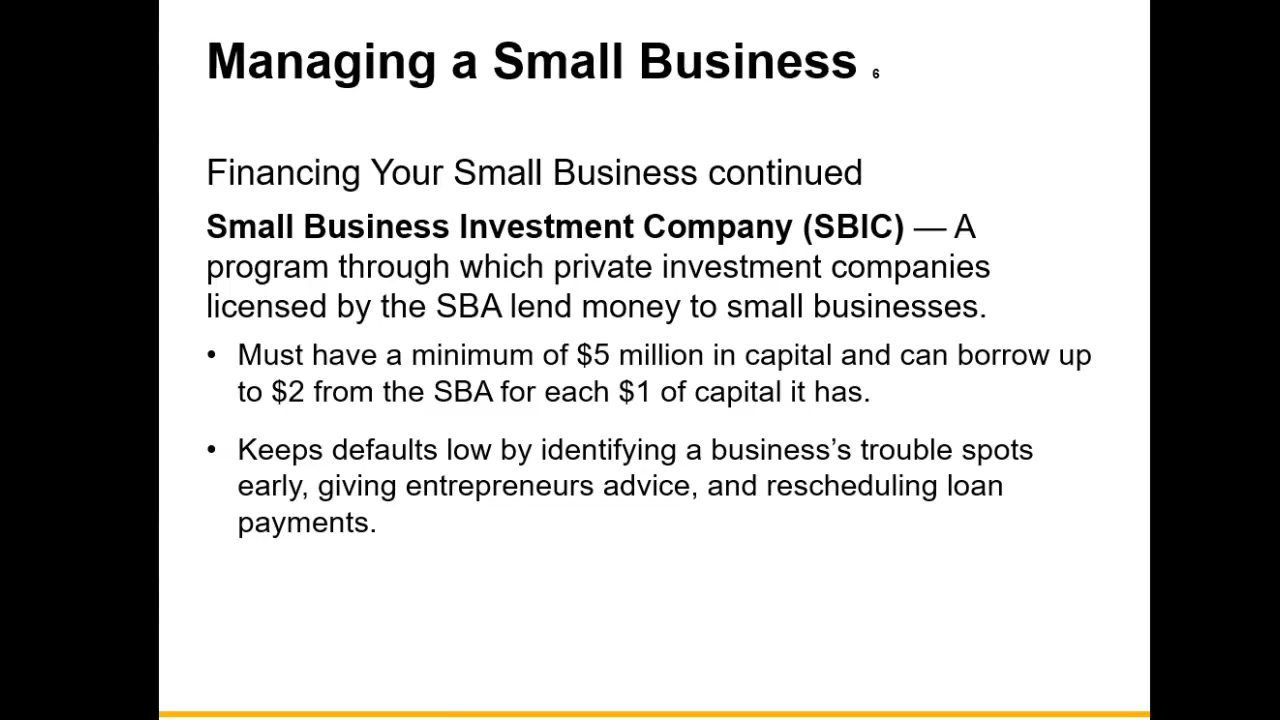 Managing a Small Business 6
Financing Your Small Business continued
Small Business Investment Company (SBIC) — A
program through which private investment companies
licensed by the SBA lend money to small businesses.
• Must have a minimum of $5 million in capital and can borrow up
to $2 from the SBA for each $1 of capital it has.
• Keeps defaults low by identifying a business’s trouble spots
early, giving entrepreneurs advice, and rescheduling loan
payments.